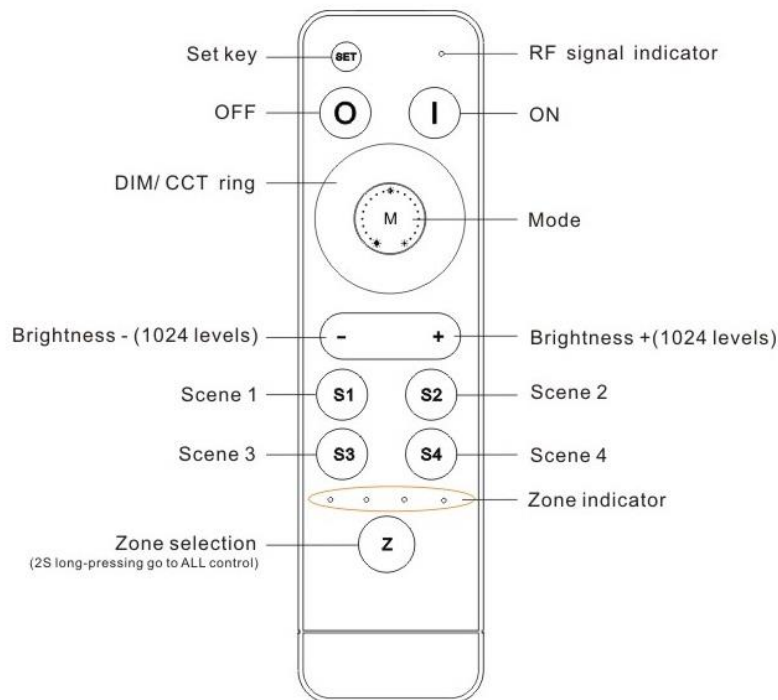 Set key
SET
RF signal indicator
OFF
O
I
ON
DIM/ CCT ring
M
Mode
Brightness - (1024 levels)
-
+
Brightness +(1024 levels)
Scene 1
S1
S2
Scene 2
Scene 3
S3
S4
Scene 4
Zone indicator
Zone selection
(2S long-pressing go to ALL control)
Z